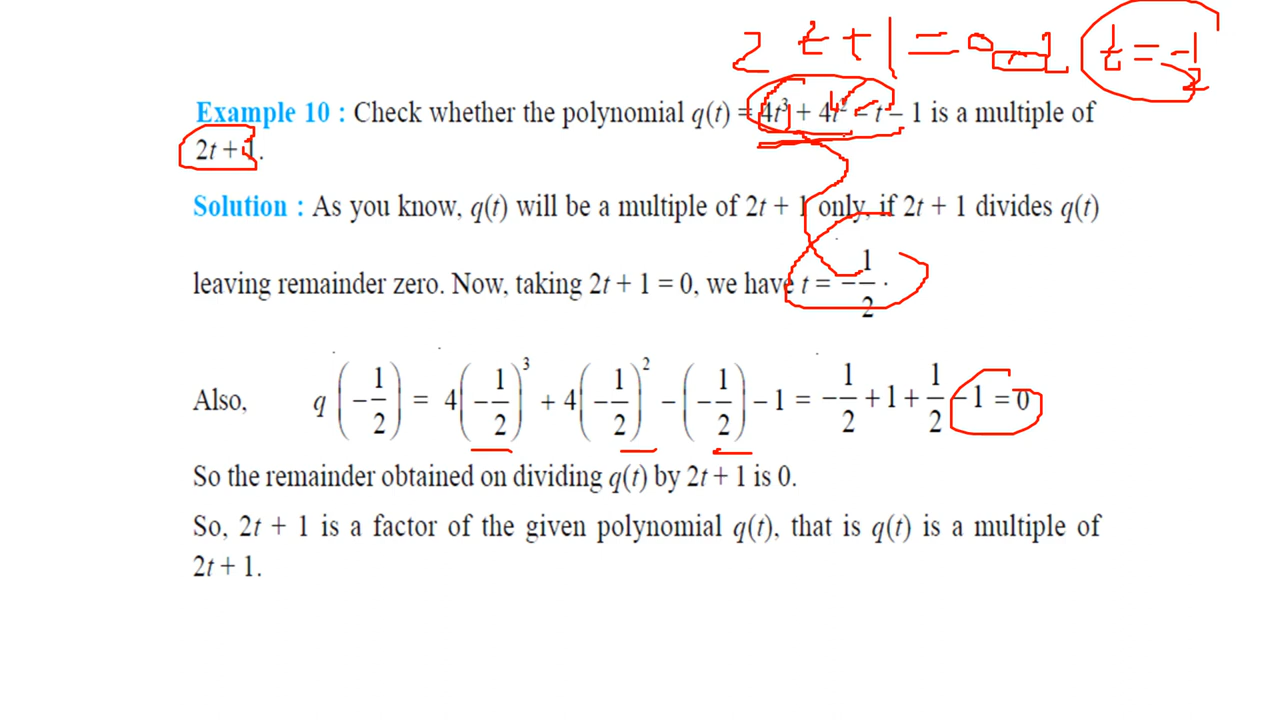 2 t+1=0 t=-1/2
Example 10 : Check whether the polynomial q(t) = 4t³ + 4t² – t – 1 is a multiple of
2t + 1.
Solution : As you know, q(t) will be a multiple of 2t + 1 only, if 2t + 1 divides q(t)
leaving remainder zero. Now, taking 2t + 1 = 0, we have t = –1/2.
Also, q(–1/2) = 4(–1/2)³ + 4(–1/2)² – (–1/2) – 1 = –1/2 + 1 + 1/2 – 1 = 0
So the remainder obtained on dividing q(t) by 2t + 1 is 0.
So, 2t + 1 is a factor of the given polynomial q(t), that is q(t) is a multiple of
2t + 1.